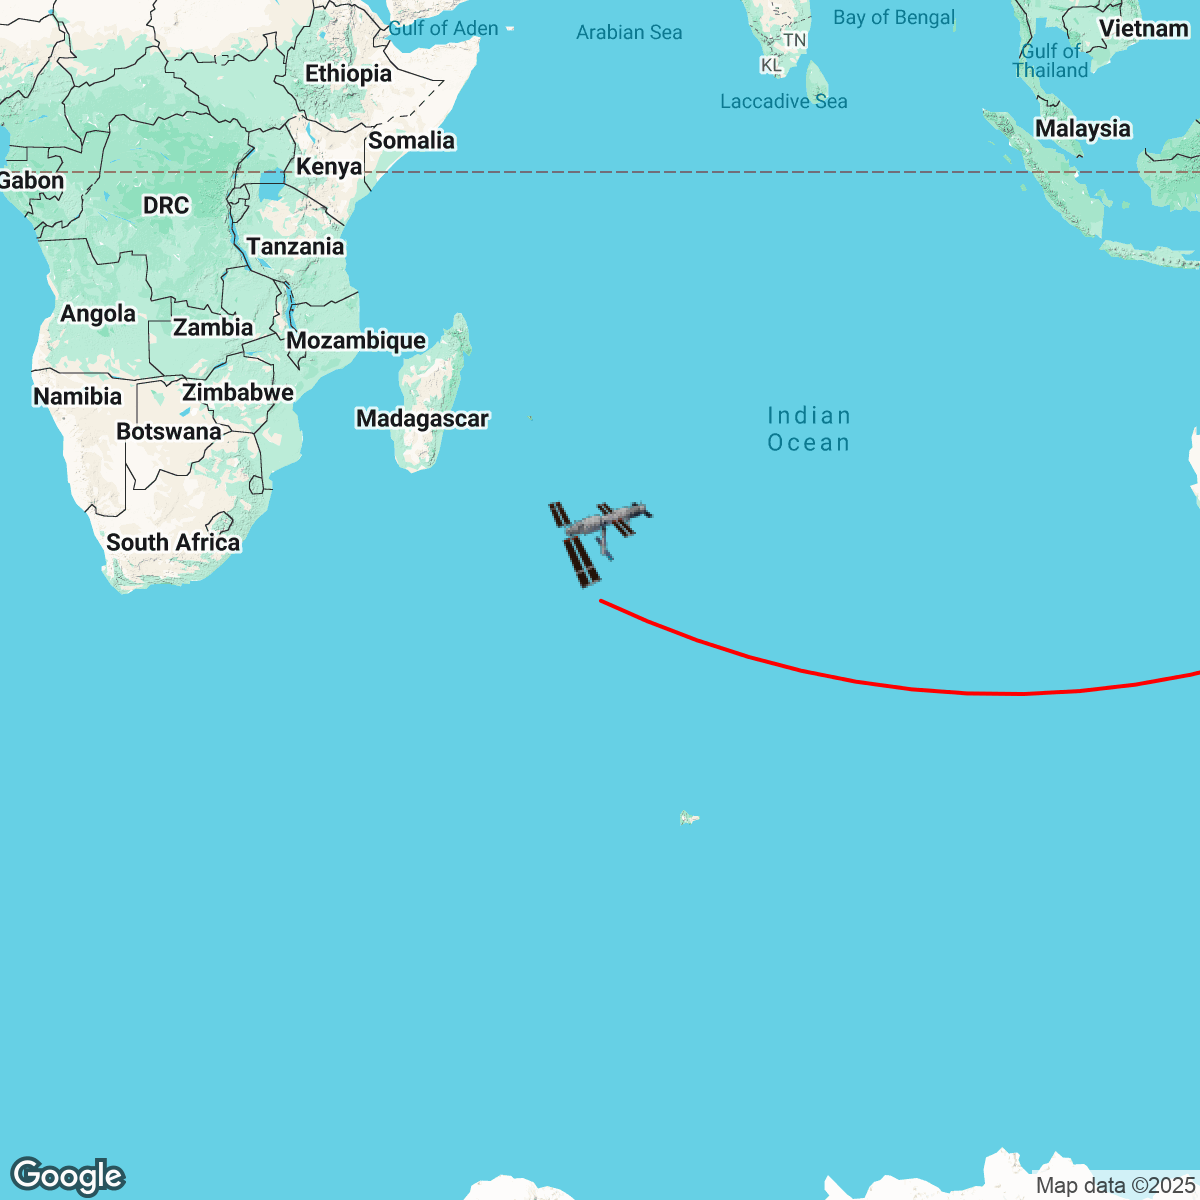 Gulf of Aden
Arabian Sea
Bay of Bengal
TN
KL
Vietnam
Gulf of
Thailand
Ethiopia
Laccadive Sea
Somalia
Malaysia
Kenya
Gabon
DRC
Tanzania
Angola
Zambia
Mozambique
Namibia
Zimbabwe
Madagascar
Botswana
Indian
Ocean
South Africa
Google
Map data ©2025